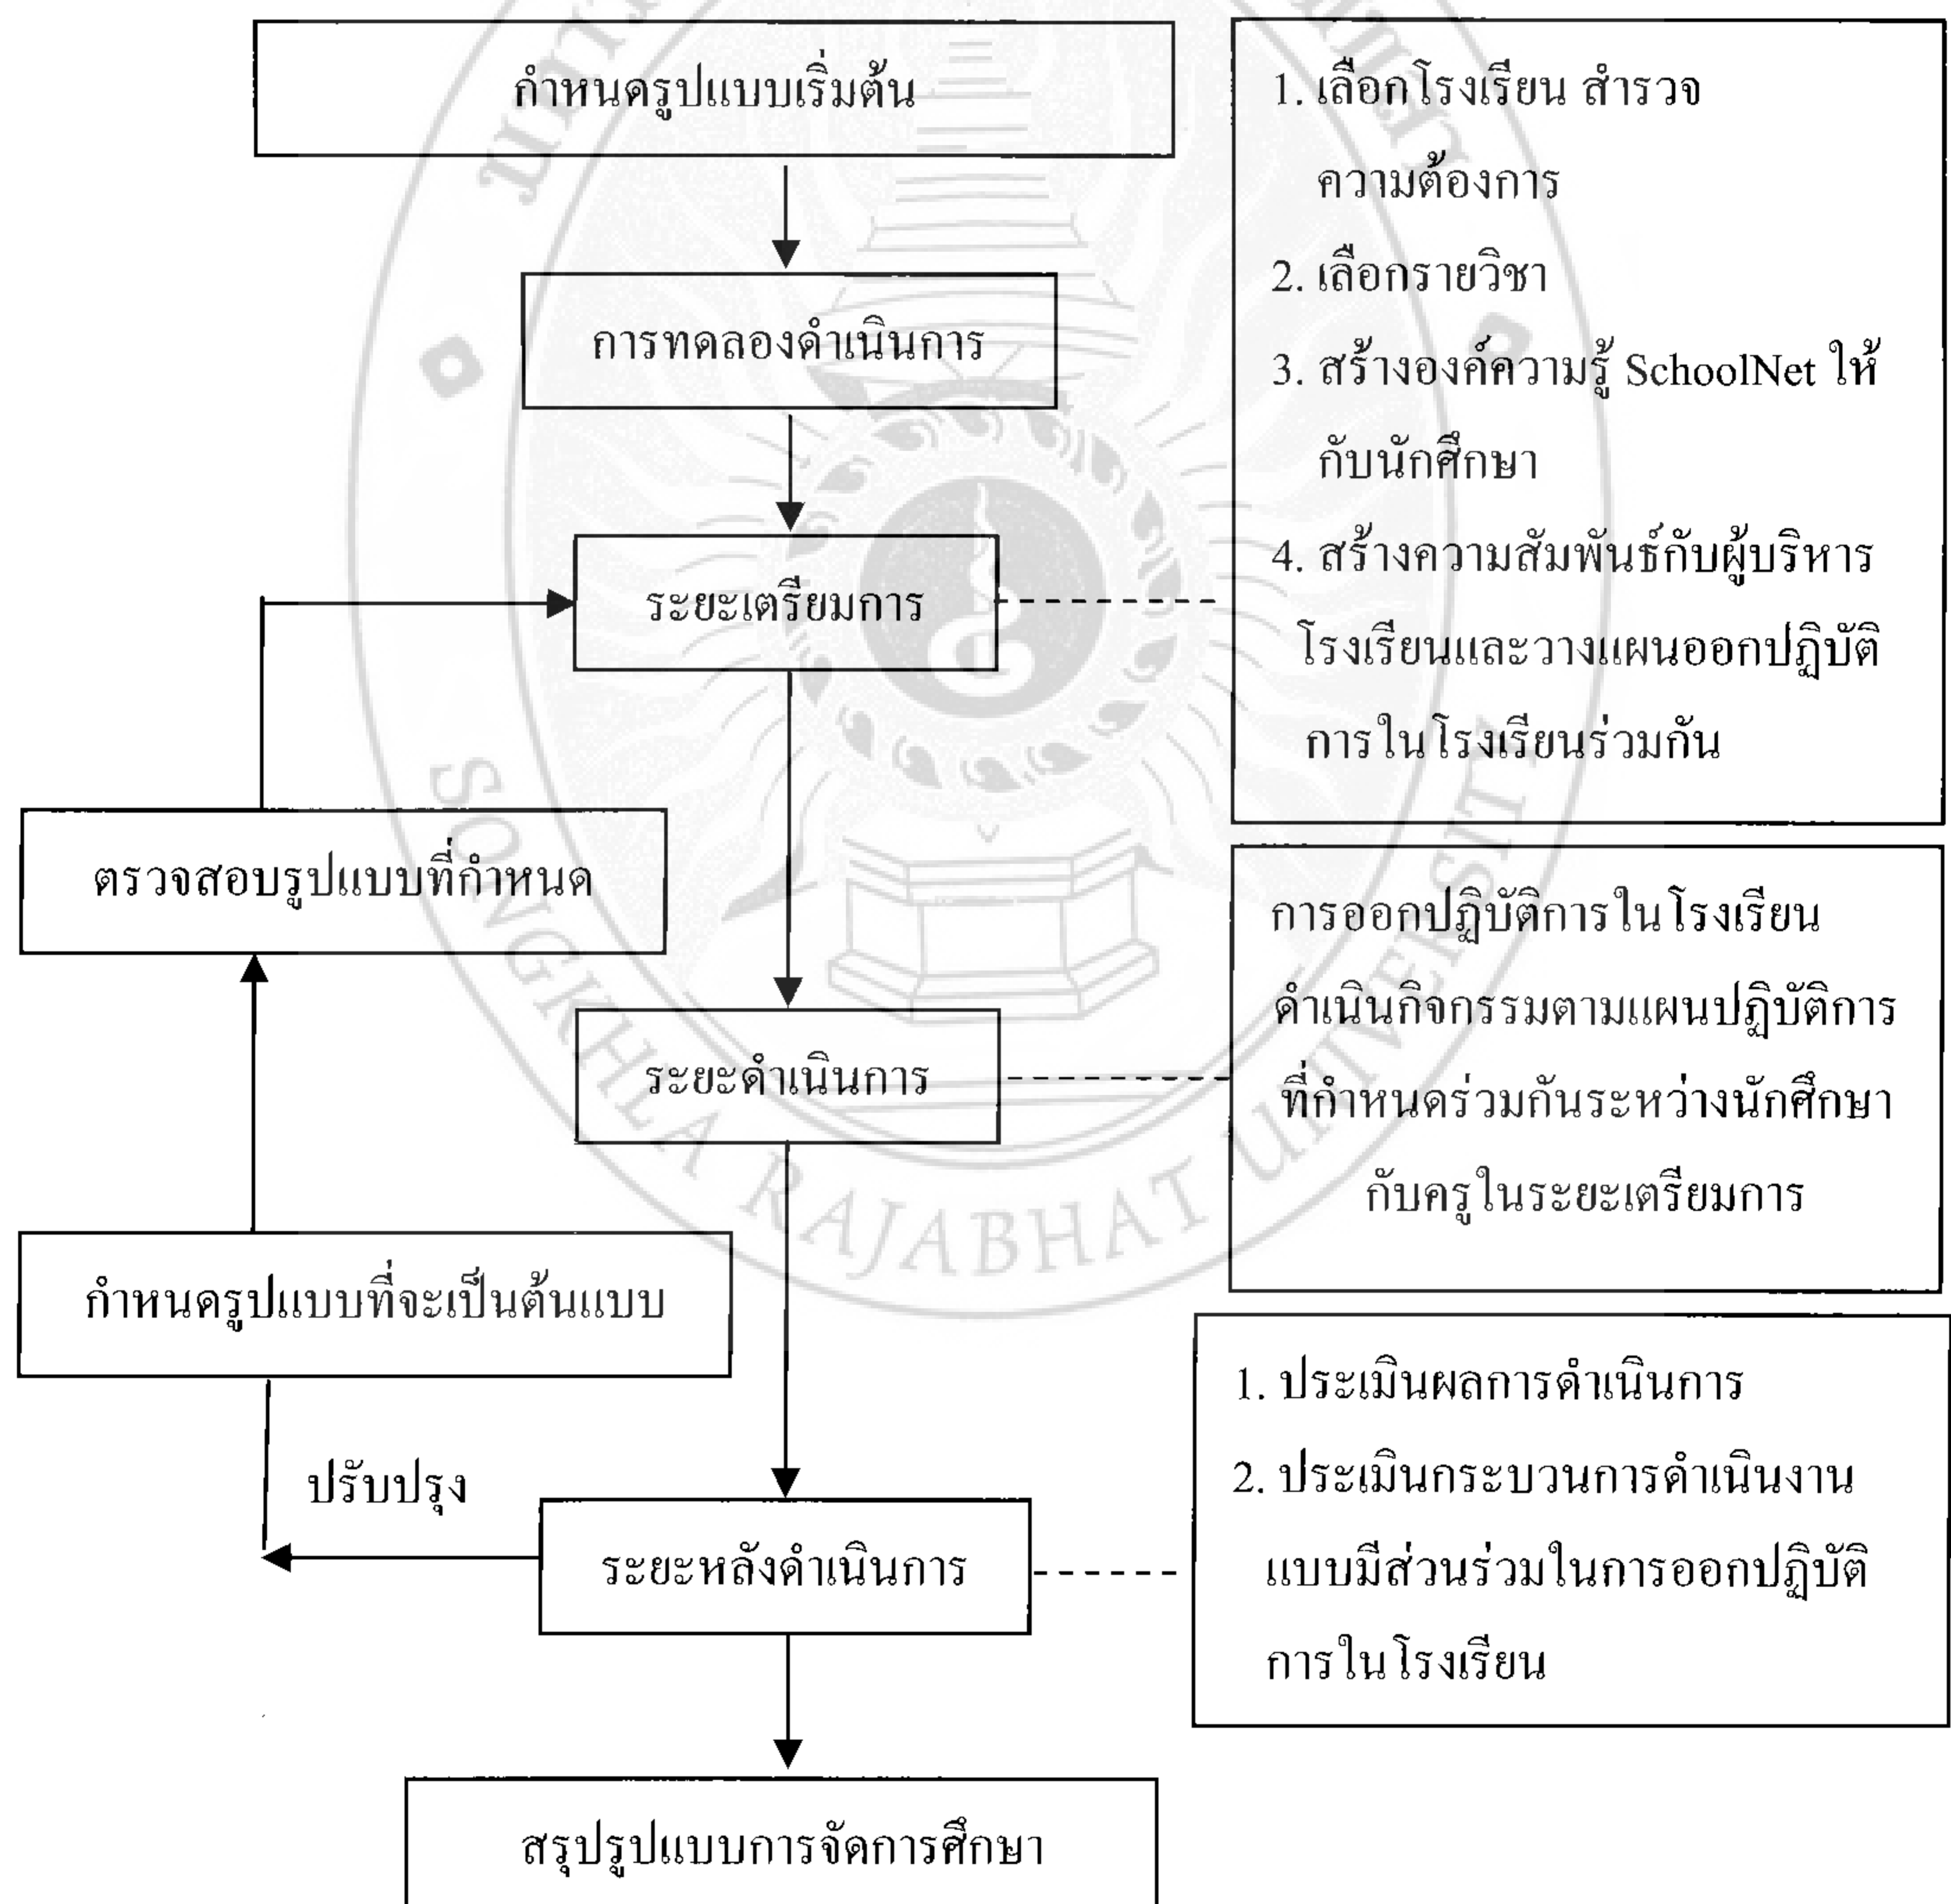 กำหนดรูปแบบเริ่มต้น
การทดลองดำเนินการ
ระยะเตรียมการ
1. เลือกโรงเรียน สำรวจ
ความต้องการ
2. เลือกรายวิชา
3. สร้างองค์ความรู้ SchoolNet ให้
กับนักศึกษา
4. สร้างความสัมพันธ์กับผู้บริหาร
โรงเรียนและวางแผนออกปฏิบัติ
การในโรงเรียนร่วมกัน
ตรวจสอบรูปแบบที่กำหนด
ระยะดำเนินการ
การออกปฏิบัติการในโรงเรียน
ดำเนินกิจกรรมตามแผนปฏิบัติการ
ที่กำหนดร่วมกันระหว่างนักศึกษา
กับครูในระยะเตรียมการ
กำหนดรูปแบบที่จะเป็นต้นแบบ
ปรับปรุง
ระยะหลังดำเนินการ
1. ประเมินผลการดำเนินการ
2. ประเมินกระบวนการดำเนินงาน
แบบมีส่วนร่วมในการออกปฏิบัติ
การในโรงเรียน
สรุปรูปแบบการจัดการศึกษา
SONGKHLA RAJABHAT UNIVERSITY